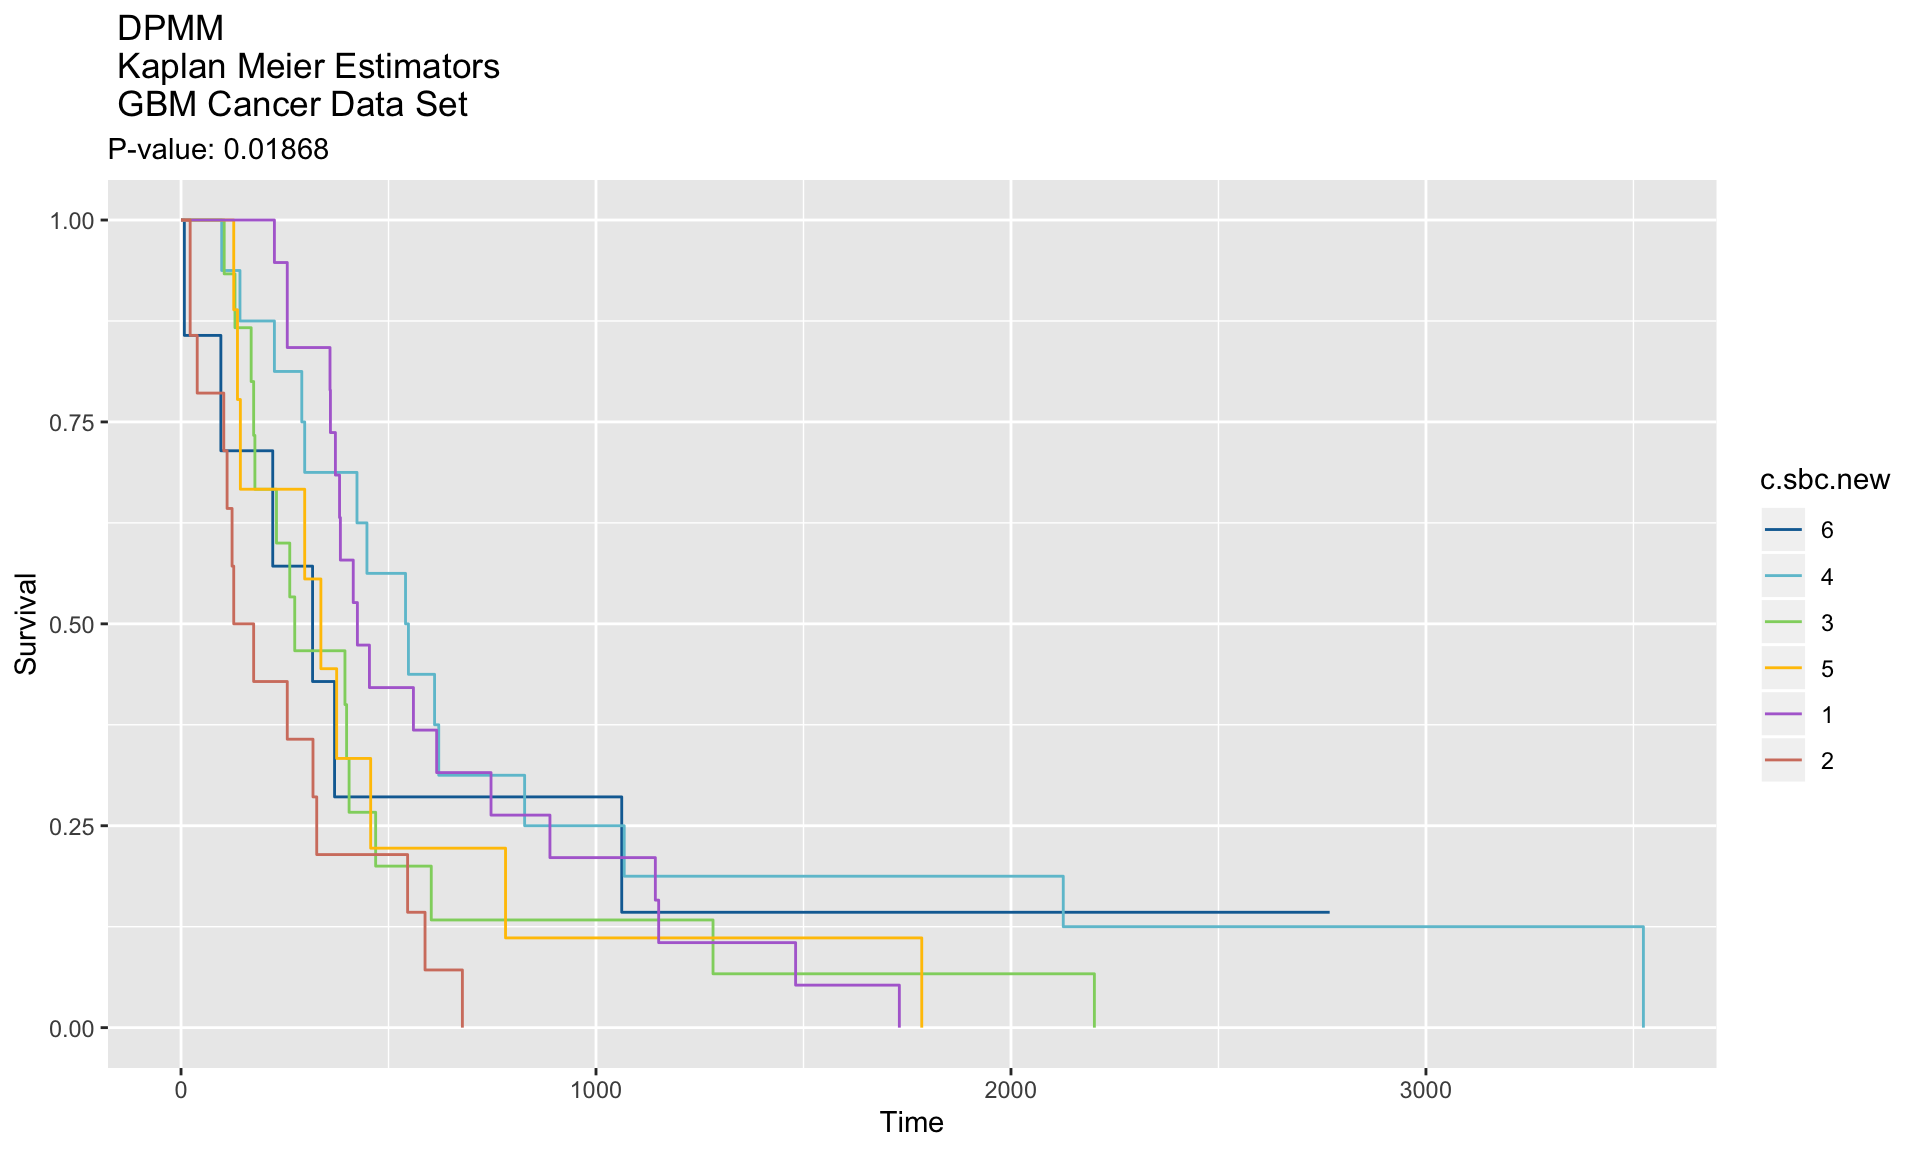 DPMM
Kaplan Meier Estimators
GBM Cancer Data Set
P-value: 0.01868
1.00
0.75
0.50
0.25
0.00
Survival
0 1000 2000 3000
Time
c.sbc.new
6
4
3
5
1
2